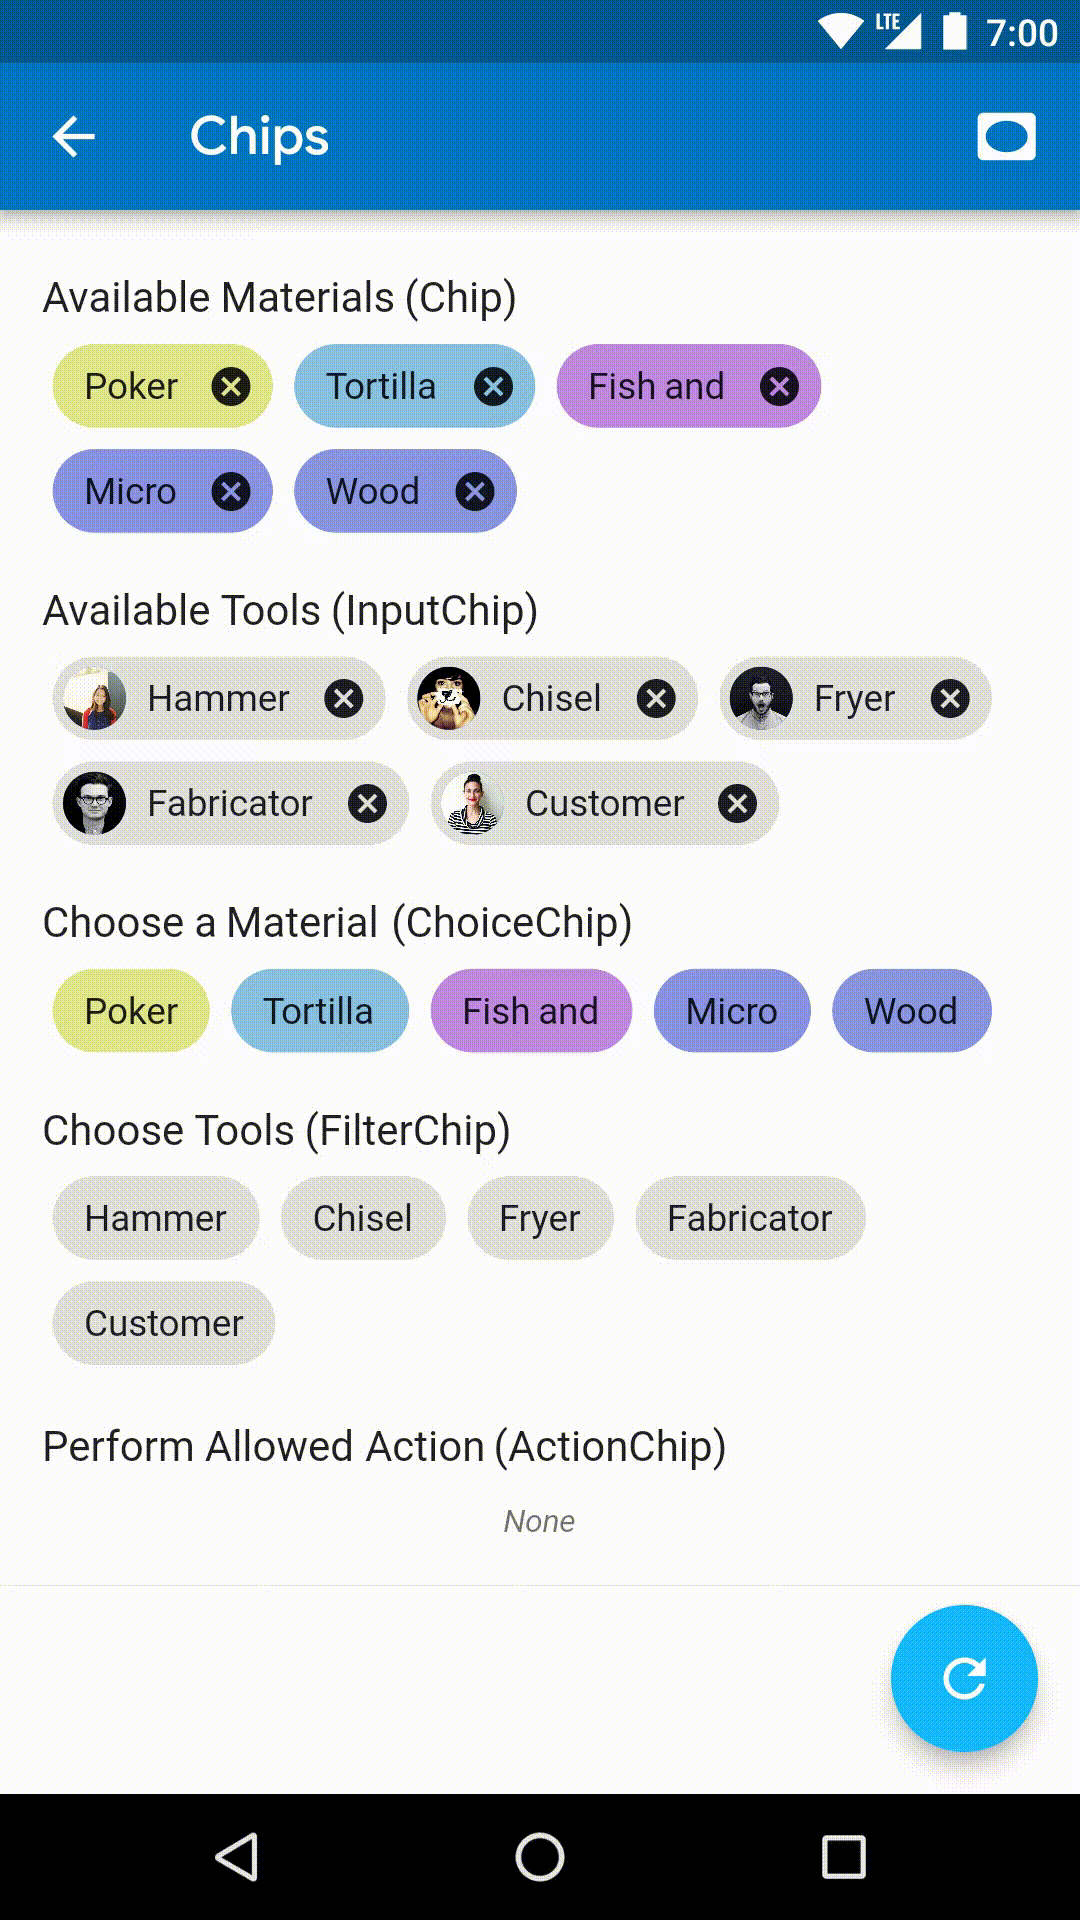 LTE 7:00
Chips
Available Materials (Chip)
Poker Tortilla Fish and
Micro Wood
Available Tools (InputChip)
Hammer Chisel Fryer
Fabricator Customer
Choose a Material (ChoiceChip)
Poker Tortilla Fish and Micro Wood
Choose Tools (FilterChip)
Hammer Chisel Fryer Fabricator
Customer
Perform Allowed Action (ActionChip)
None